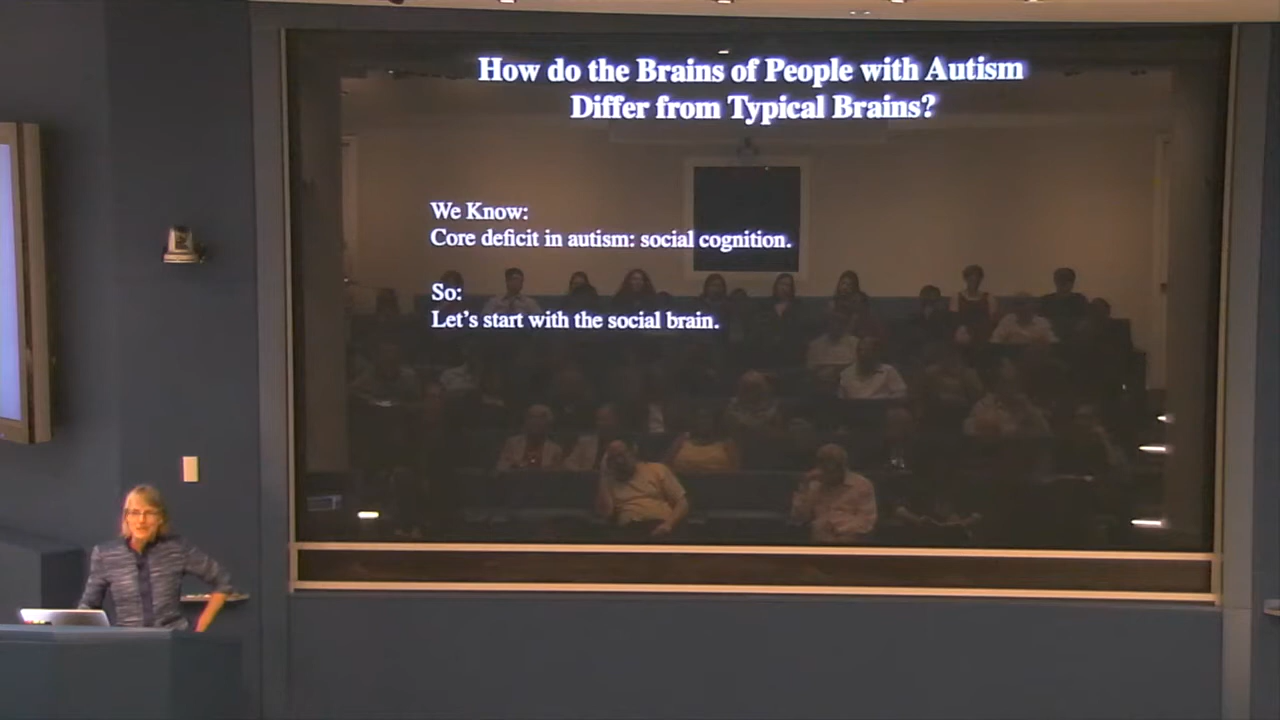 How do the Brains of People with Autism
Differ from Typical Brains?
We Know:
Core deficit in autism: social cognition.
So:
Let's start with the social brain.